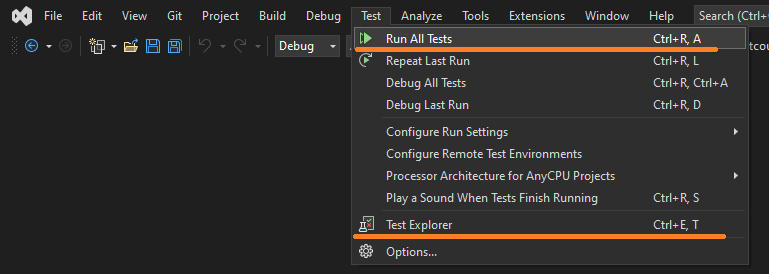 File Edit View Git Project Build Debug Test Analyze Tools Extensions Window Help Search (Ctrl+
Debug
Run All Tests Ctrl+R, A
Repeat Last Run Ctrl+R, L
Debug All Tests Ctrl+R, Ctrl+A
Debug Last Run Ctrl+R, D
Configure Run Settings
Configure Remote Test Environments
Processor Architecture for AnyCPU Projects
Play a Sound When Tests Finish Running Ctrl+R, S
Test Explorer Ctrl+E, T
Options...